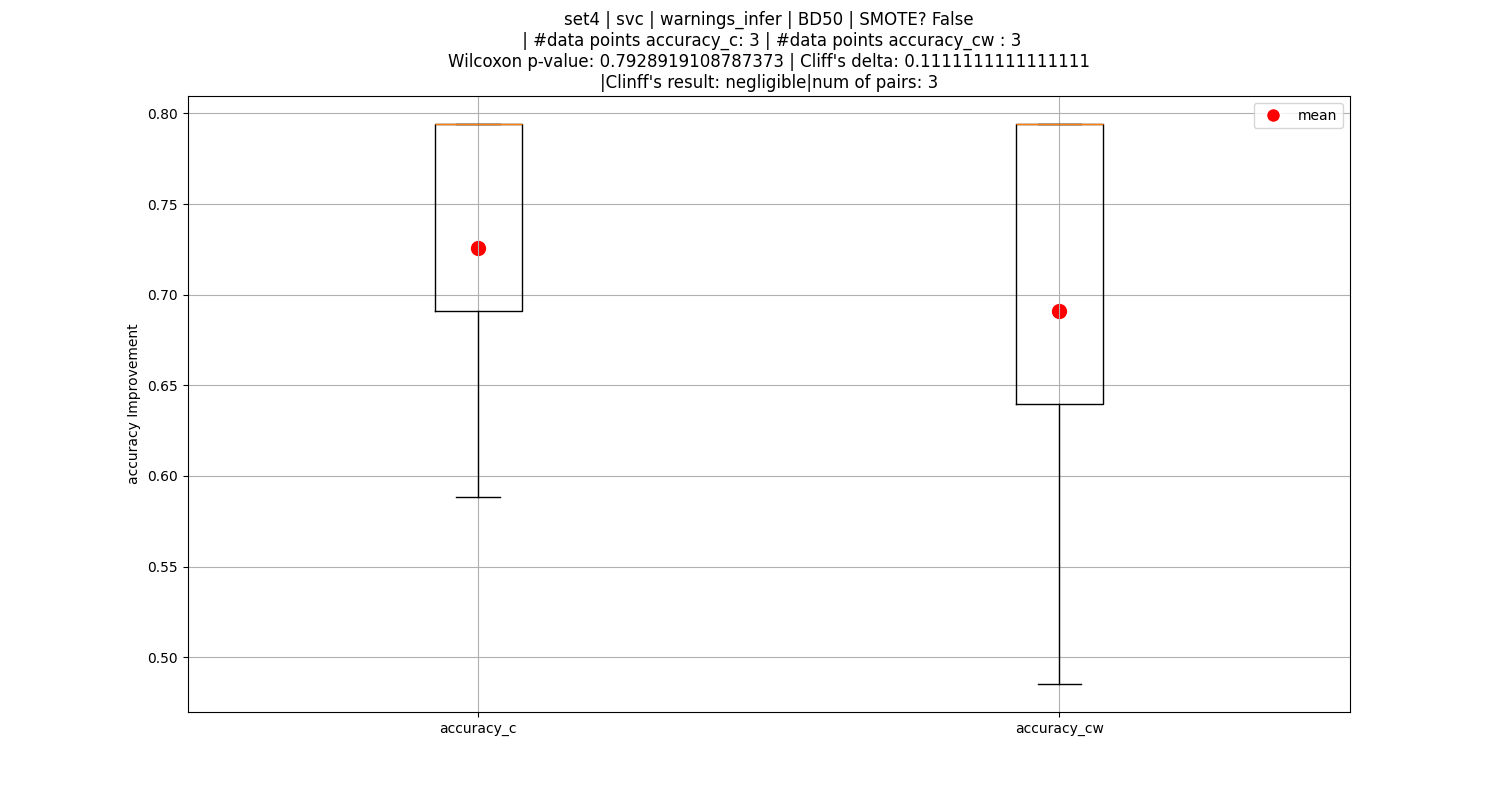 set4 | svc | warnings_infer | BD50 | SMOTE? False
| #data points accuracy_c: 3 | #data points accuracy_cw : 3
Wilcoxon p-value: 0.7928919108787373 | Cliff's delta: 0.1111111111111111
|Clinff's result: negligible|num of pairs: 3
mean
0.80
0.75
0.70
0.65
0.60
0.55
0.50
accuracy Improvement
accuracy_c
accuracy_cw